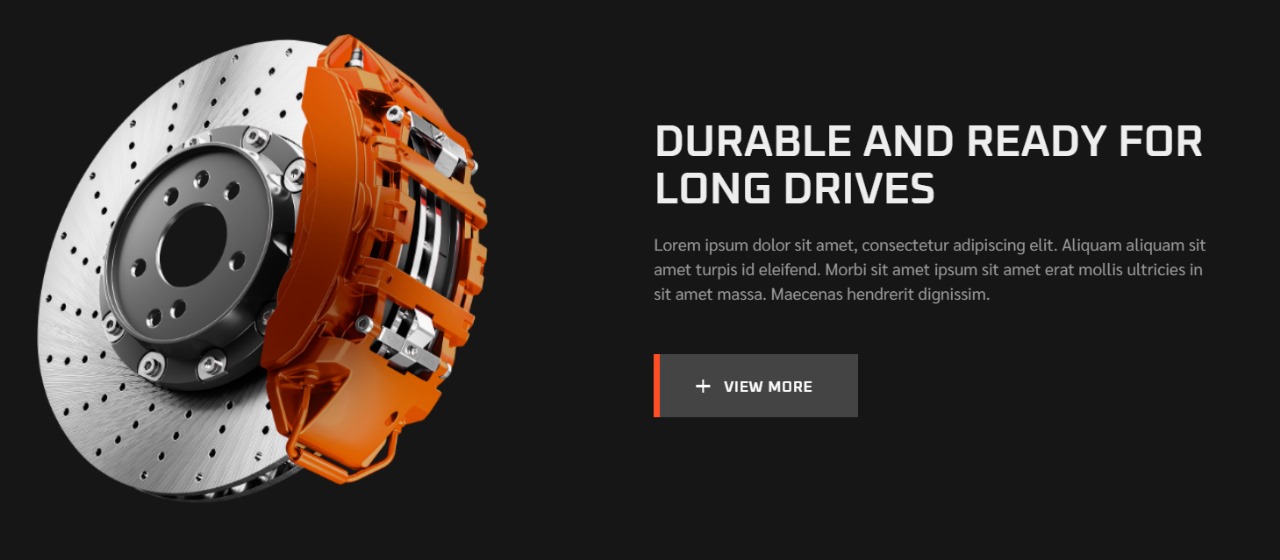 DURABLE AND READY FOR
LONG DRIVES
Lorem ipsum dolor sit amet, consectetur adipiscing elit. Aliquam aliquam sit
amet turpis id eleifend. Morbi sit amet ipsum sit amet erat mollis ultricies in
sit amet massa. Maecenas hendrerit dignissim.
+ VIEW MORE